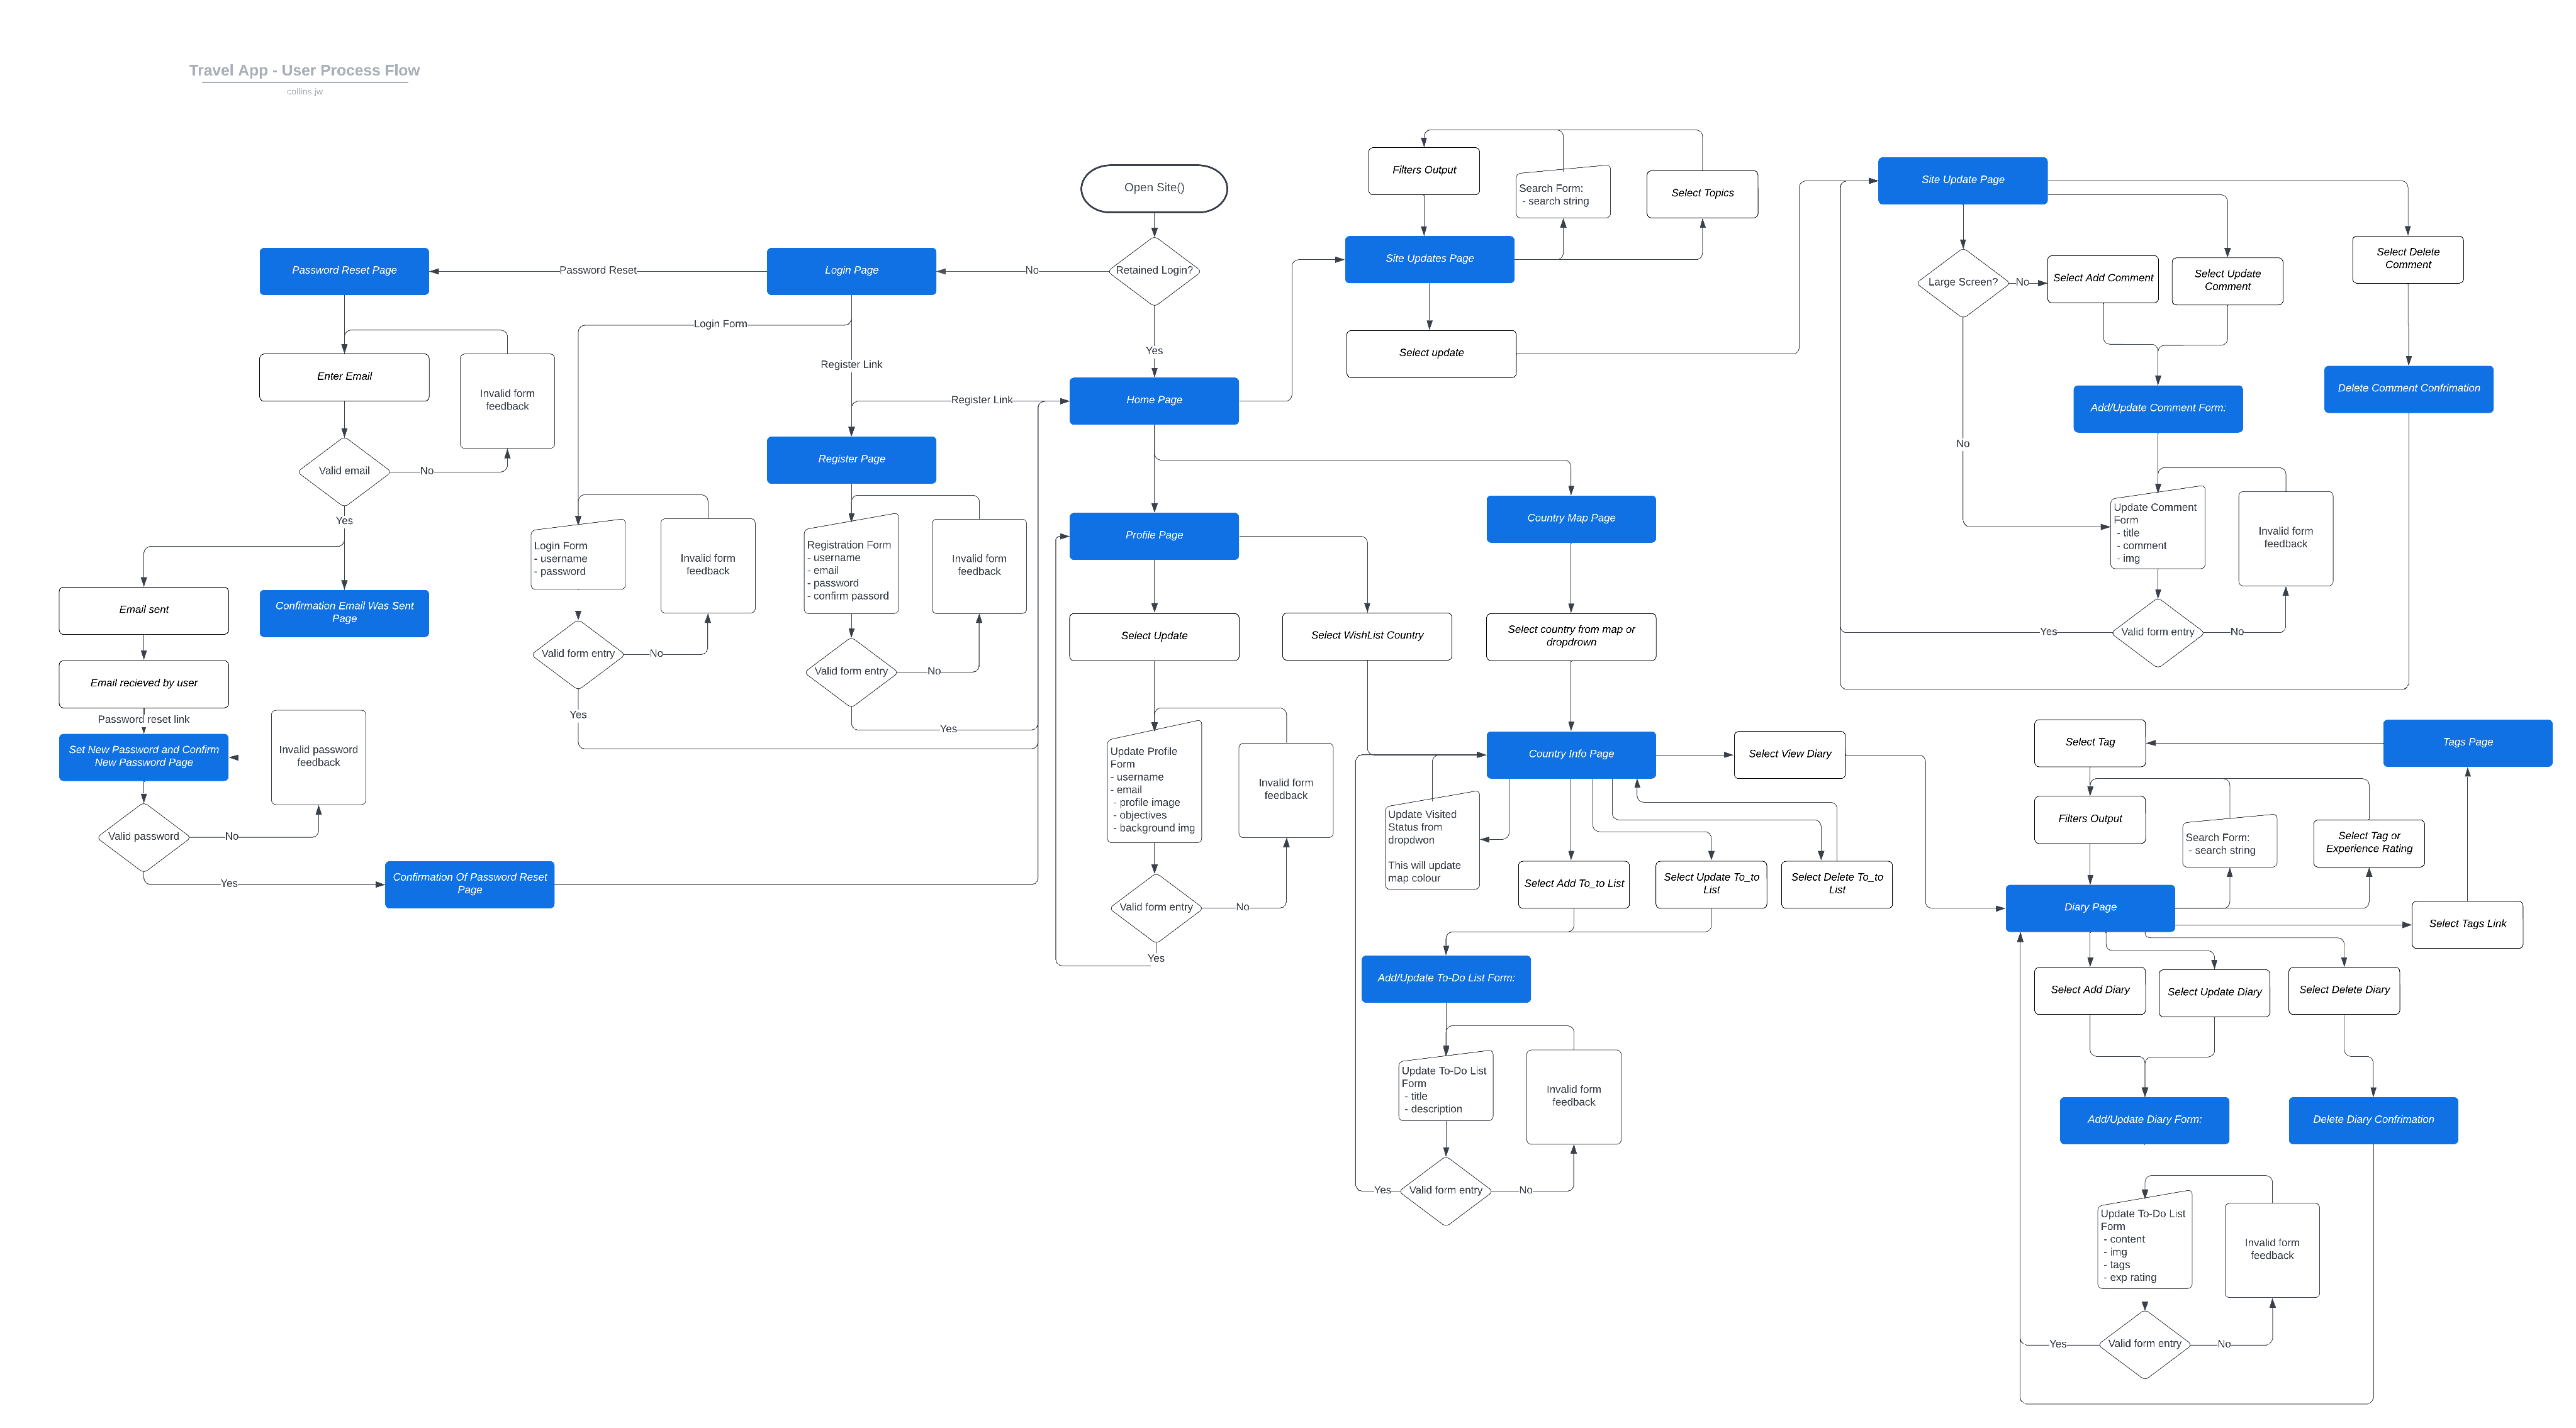 Travel App - User Process Flow
collins jw
Open Site()
Retained Login?
No
Yes
Login Page
Password Reset
Password Reset Page
Enter Email
Invalid form
feedback
Valid email
No
Yes
Email sent
Confirmation Email Was Sent
Page
Email recieved by user
Password reset link
Set New Password and Confirm
New Password Page
Invalid password
feedback
Valid password
No
Yes
Confirmation Of Password Reset
Page
Login Form
Register Link
Register Link
Register Page
Login Form
- username
- password
Invalid form
feedback
Valid form entry
No
Yes
Registration Form
- username
- email
- password
- confirm passord
Invalid form
feedback
Valid form entry
No
Yes
Home Page
Profile Page
Select Update
Select WishList Country
Update Profile
Form
- username
- email
- profile image
- objectives
- background img
Invalid form
feedback
Valid form entry
No
Yes
Filters Output
Search Form:
- search string
Select Topics
Site Updates Page
Select update
Country Map Page
Select country from map or
dropdrown
Country Info Page
Select View Diary
Update Visited
Status from
dropdwon
This will update
map colour
Select Add To_to List
Select Update To_to
List
Select Delete To_to
List
Add/Update To-Do List Form:
Update To-Do List
Form
- title
- description
Invalid form
feedback
Valid form entry
Yes
No
Site Update Page
Large Screen?
No
Select Add Comment
Select Update
Comment
Select Delete
Comment
Delete Comment Confrimation
Add/Update Comment Form:
No
Update Comment
Form
- title
- comment
- img
Invalid form
feedback
Valid form entry
Yes
No
Select Tag
Tags Page
Filters Output
Search Form:
- search string
Select Tag or
Experience Rating
Diary Page
Select Tags Link
Select Add Diary
Select Update Diary
Select Delete Diary
Add/Update Diary Form:
Delete Diary Confrimation
Update To-Do List
Form
- content
- img
- tags
- exp rating
Invalid form
feedback
Valid form entry
Yes
No